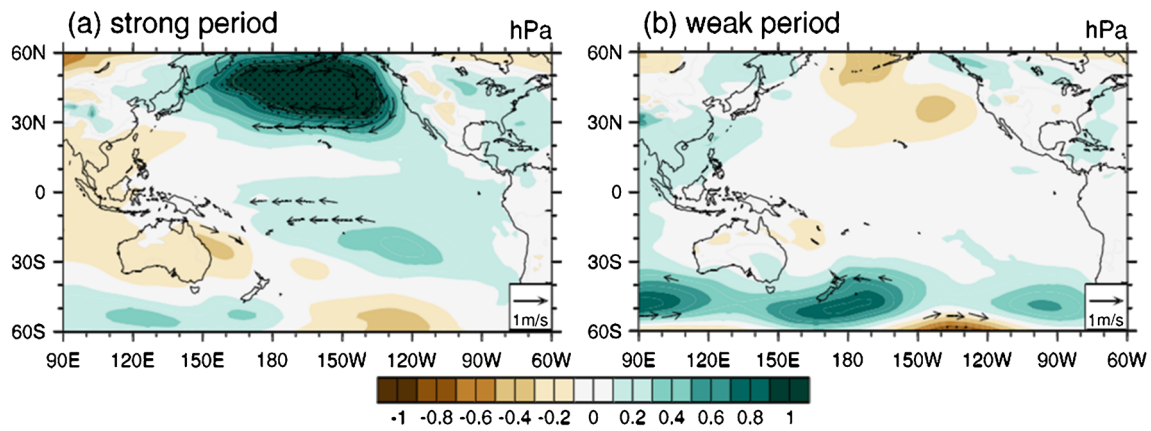 (a) strong period
hPa
(b) weak period
hPa
60N
30N
0
30S
60S
90E 120E 150E 180 150W 120W 90W 60W
1m/s
60N
30N
0
30S
60S
90E 120E 150E 180 150W 120W 90W 60W
1m/s
-1 -0.8 -0.6 -0.4 -0.2 0 0.2 0.4 0.6 0.8 1